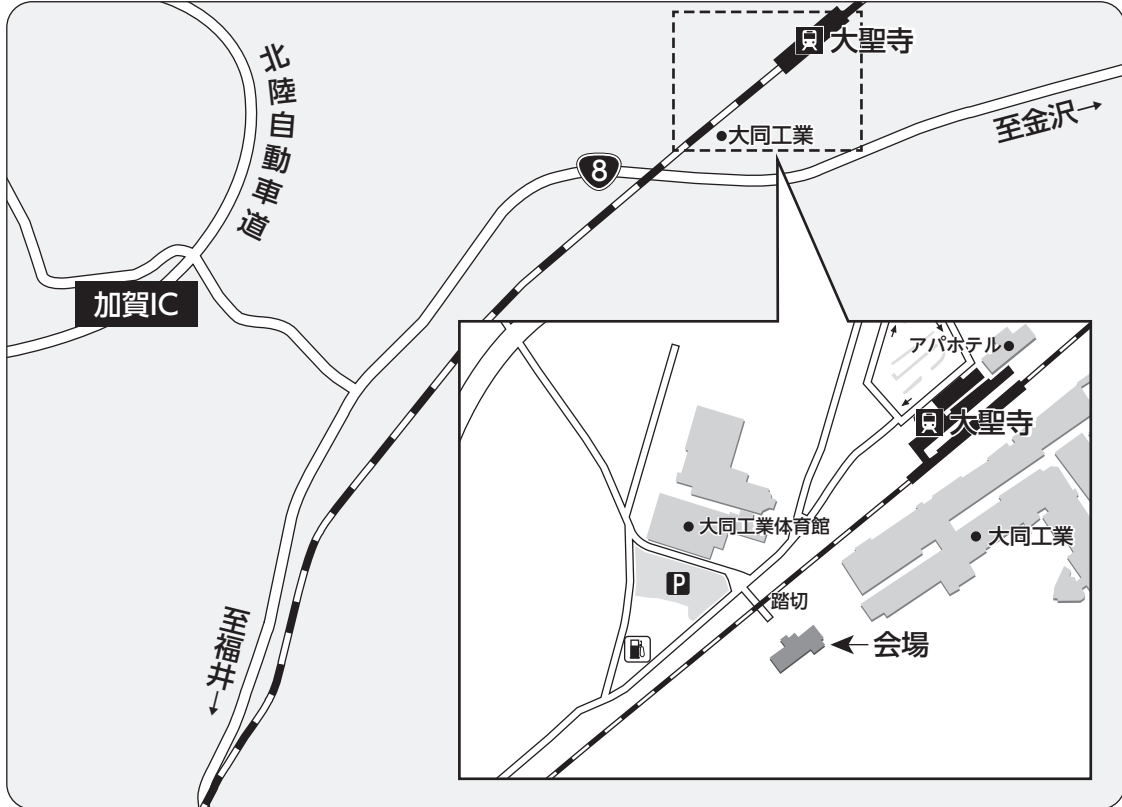 大聖寺
北陸自動車道
至金沢→
大同工業
8
加賀IC
アパホテル
大聖寺
大同工業体育館
大同工業
P
踏切
←会場
至福井→